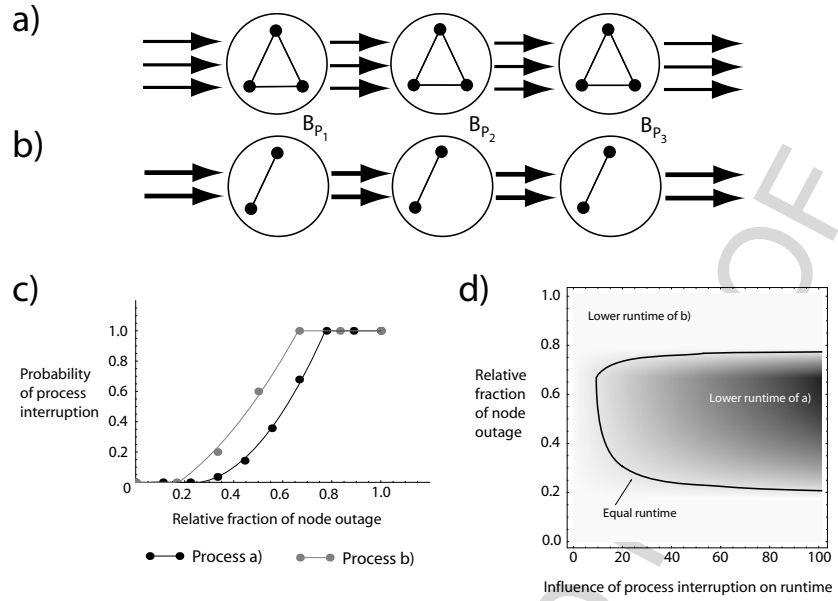 a)
B_{P_1}
B_{P_2}
B_{P_3}
b)
c)
Probability
of process
interruption
1.0
0.8
0.6
0.4
0.2
0
0.2
0.4
0.6
0.8
1.0
Relative fraction of node outage
Process a)
Process b)
d)
Relative
fraction
of node
outage
1.0
0.8
0.6
0.4
0.2
0.0
Lower runtime of b)
Lower runtime of a)
Equal runtime
0
20
40
60
80
100
Influence of process interruption on runtime
OF